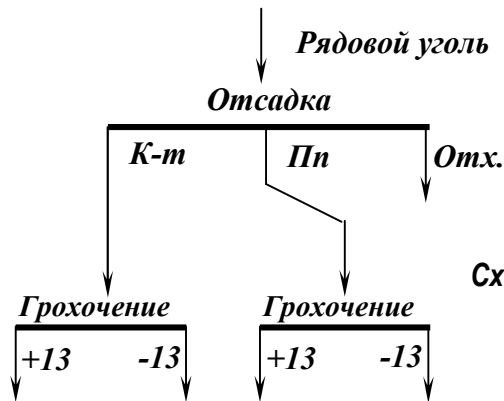 Рядовой уголь
Отсадка
К-т Пп Отх.
Сх
Грохочение Грохочение
+13 -13 +13 -13